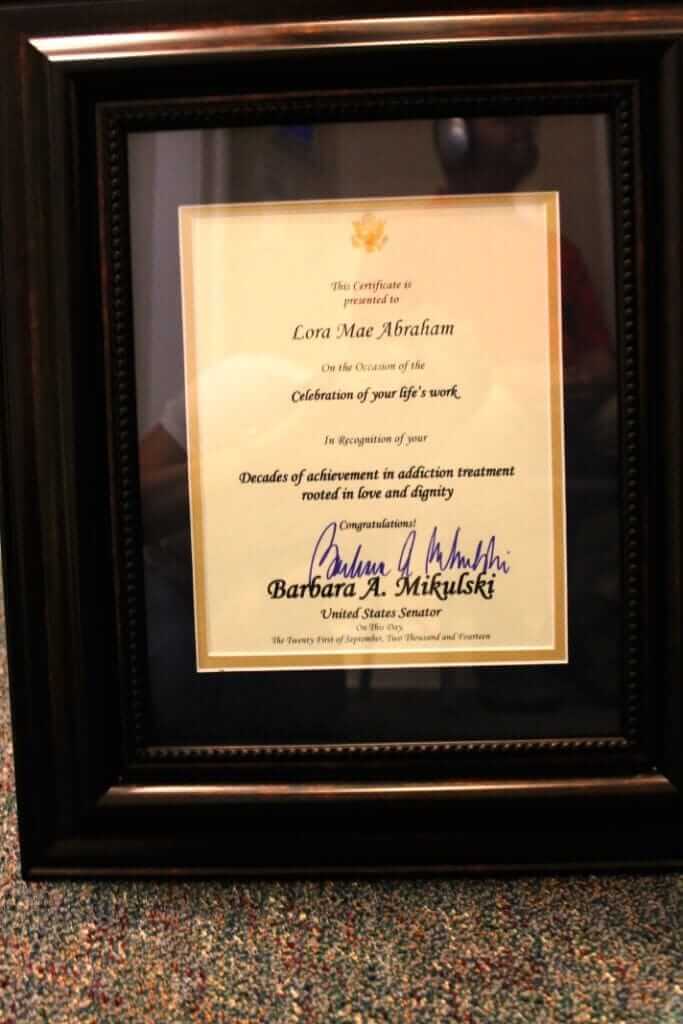 This Certificate is
presented to
Lora Mae Abraham
On the Occasion of the
Celebration of your life's work
In Recognition of your
Decades of achievement in addiction treatment
rooted in love and dignity
Congratulations!
Barbara A Mikulski
Barbara A. Mikulski
United States Senator
On This Day,
The Twenty First of September, Two Thousand and Fourteen